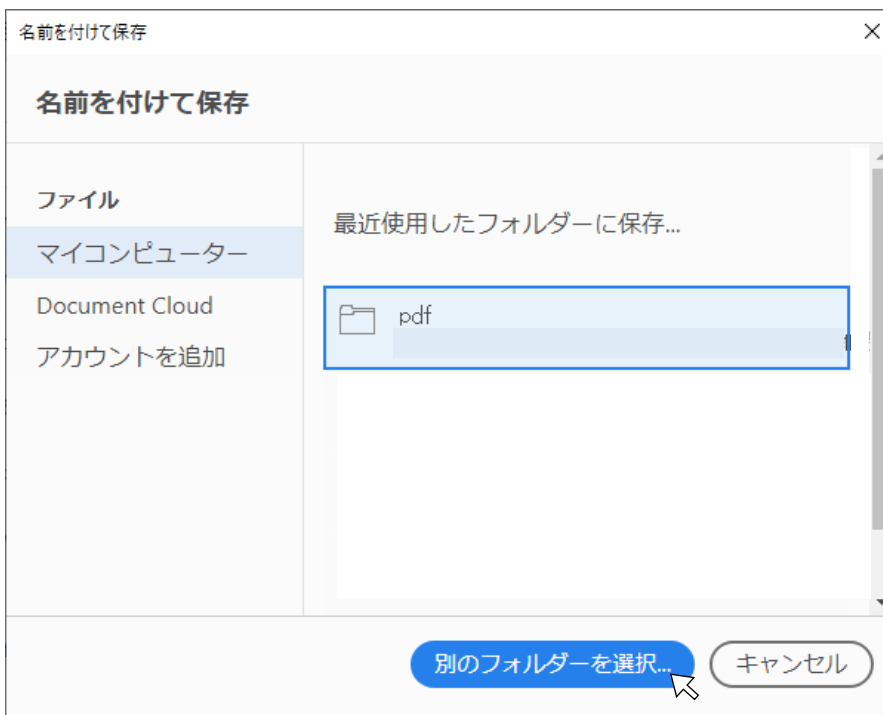 名前を付けて保存
名前を付けて保存
ファイル
マイコンピューター
Document Cloud
アカウントを追加
最近使用したフォルダーに保存...
pdf
別のフォルダーを選択...
キャンセル